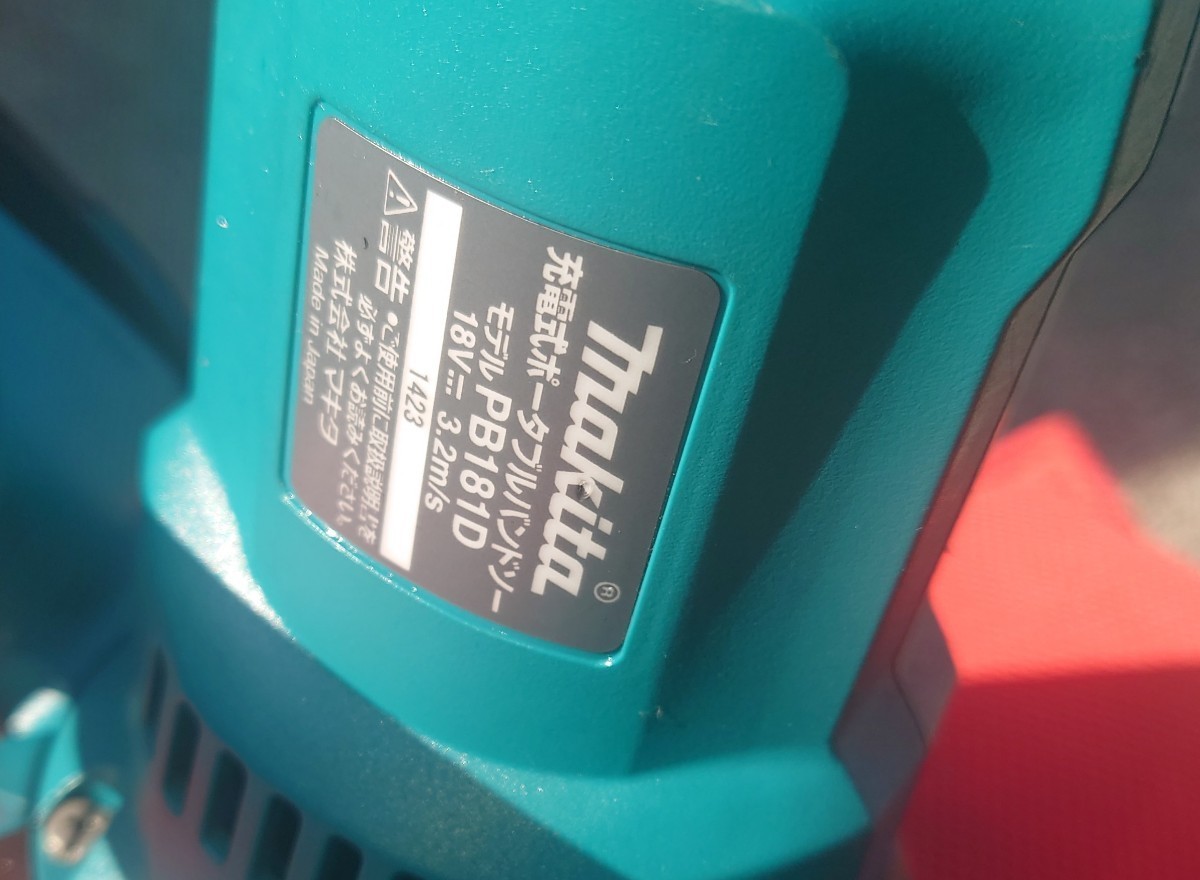 makita®
充電式ポータブルバンドソー
モデル PB181D
18V⎓ 3.2m/s
1423
警告 ●ご使用前に取扱説明書を
必ずよくお読みください。
株式会社 マキタ
Made in Japan